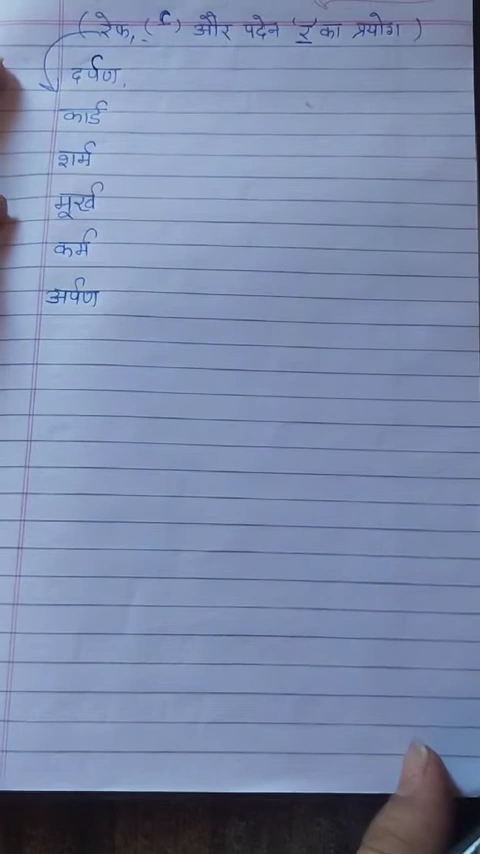 ( रेफ, ( र्) और पदेन 'र' का प्रयोग )
दर्पण,
कार्ड
शर्म
मूर्ख
कर्म
अर्पण